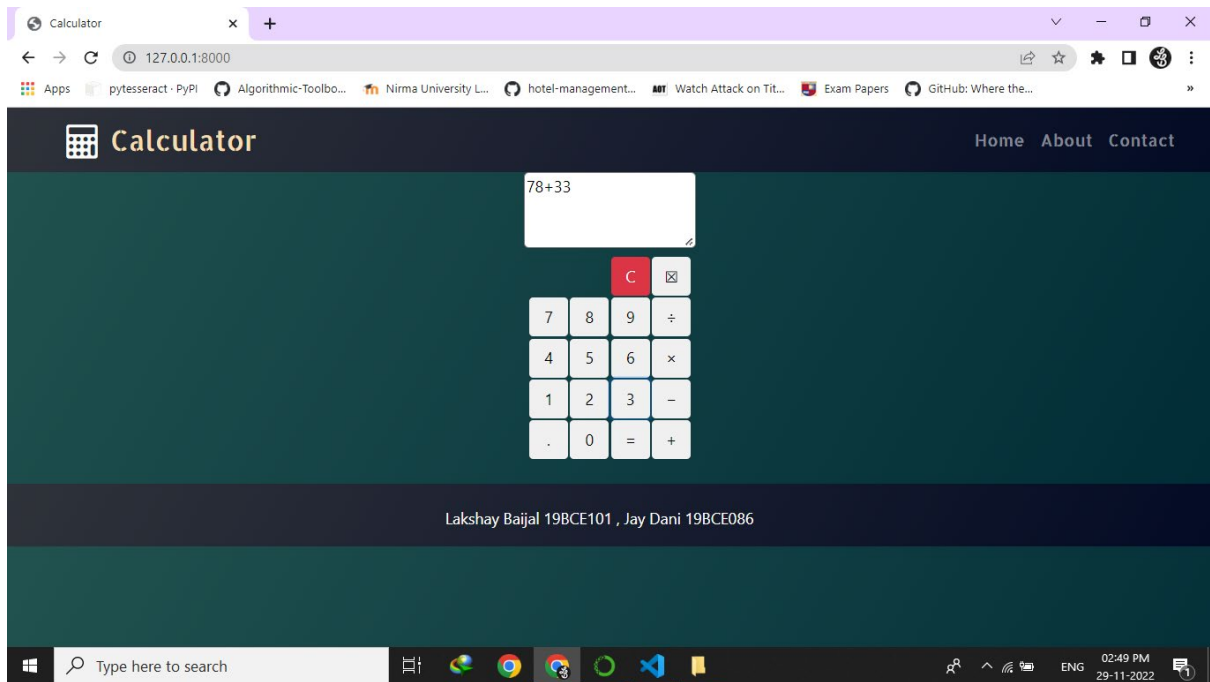 Calculator
127.0.0.1:8000
Apps pytesseract · PyPI Algorithmic-Toolbo... Nirma University L... hotel-management... AOT Watch Attack on Tit... Exam Papers GitHub: Where the... »
Calculator Home About Contact
78+33
C
7 8 9 ÷
4 5 6 ×
1 2 3 −
. 0 = +
Lakshay Baijal 19BCE101 , Jay Dani 19BCE086
Type here to search
ENG
02:49 PM
29-11-2022
1